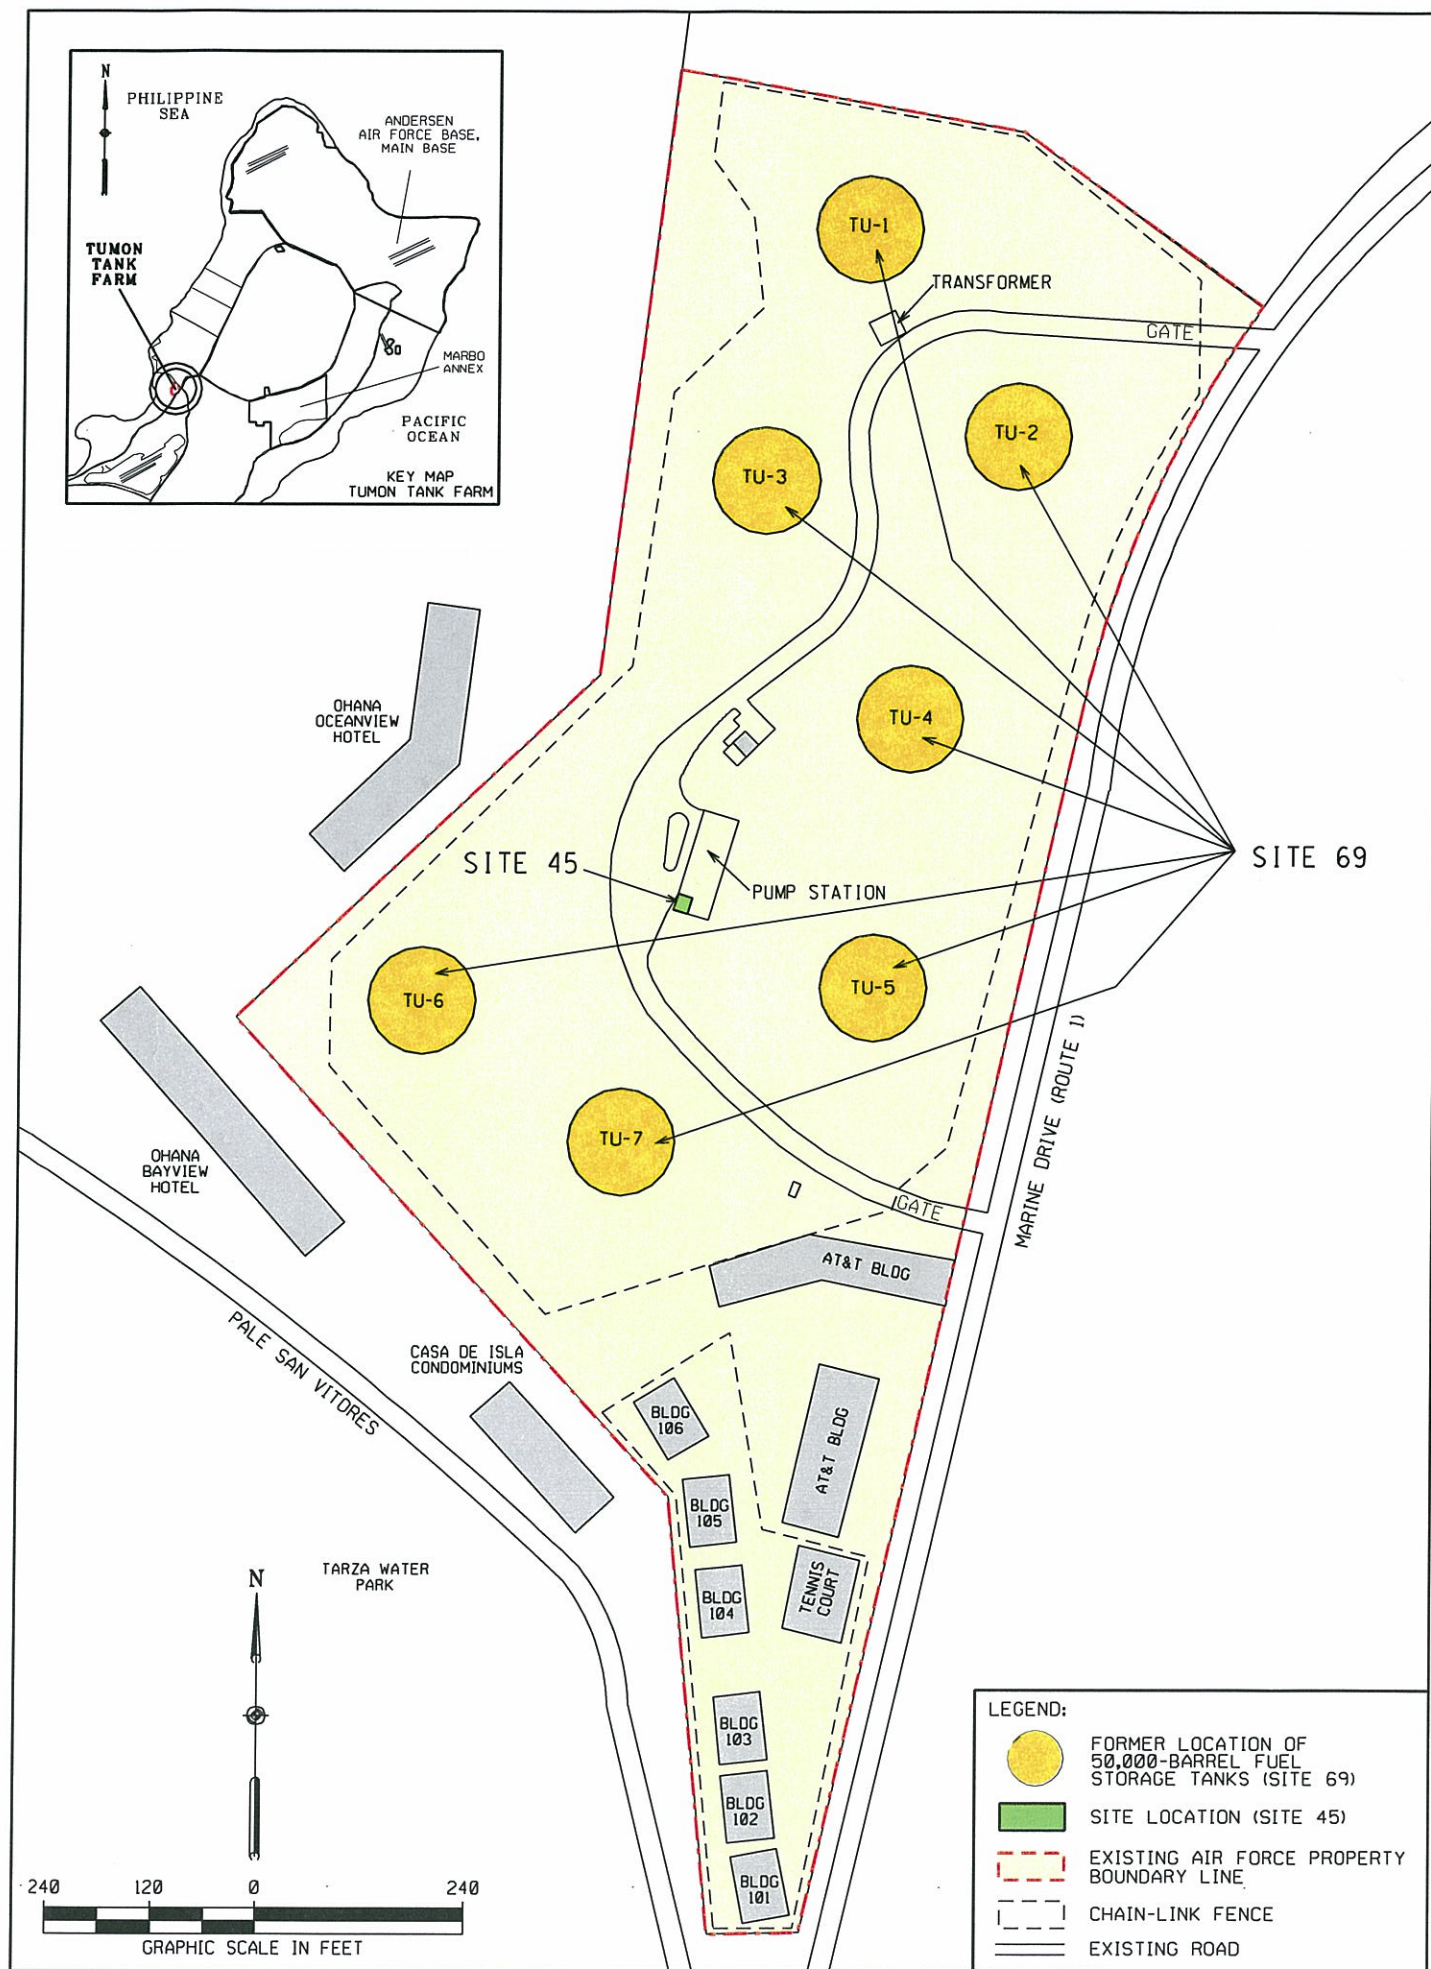 N
PHILIPPINE
SEA
ANDERSEN
AIR FORCE BASE,
MAIN BASE
TUMON
TANK
FARM
MARBO
ANNEX
PACIFIC
OCEAN
KEY MAP
TUMON TANK FARM
TU-1
TRANSFORMER
GATE
TU-2
TU-3
OHANA
OCEANVIEW
HOTEL
TU-4
SITE 45
PUMP STATION
SITE 69
TU-6
TU-5
MARINE DRIVE (ROUTE 1)
TU-7
OHANA
BAYVIEW
HOTEL
GATE
AT&T BLDG
PALE SAN VITORES
CASA DE ISLA
CONDOMINIUMS
BLDG
106
AT&T BLDG
BLDG
105
TARZA WATER
PARK
N
BLDG
104
TENNIS
COURT
BLDG
103
BLDG
102
BLDG
101
240 120 0 240
GRAPHIC SCALE IN FEET
LEGEND:
FORMER LOCATION OF
50,000-BARREL FUEL
STORAGE TANKS (SITE 69)
SITE LOCATION (SITE 45)
EXISTING AIR FORCE PROPERTY
BOUNDARY LINE
CHAIN-LINK FENCE
EXISTING ROAD